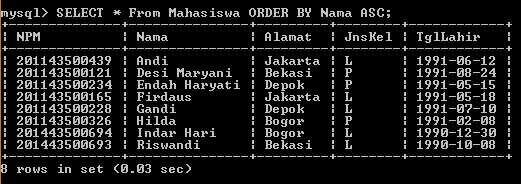 mysql> SELECT * From Mahasiswa ORDER BY Nama ASC;
+--------------+----------------+---------+--------+------------+
| NPM          | Nama           | Alamat  | JnsKel | TglLahir   |
+--------------+----------------+---------+--------+------------+
| 201143500439 | Andi           | Jakarta | L      | 1991-06-12 |
| 201143500121 | Desi Maryani   | Bekasi  | P      | 1991-08-24 |
| 201143500234 | Endah Haryati  | Depok   | P      | 1991-05-15 |
| 201143500165 | Firdaus        | Jakarta | L      | 1991-05-18 |
| 201143500228 | Gandi          | Depok   | L      | 1991-07-10 |
| 201143500326 | Hilda          | Bogor   | P      | 1991-02-08 |
| 201443500694 | Indar Hari     | Bogor   | L      | 1990-12-30 |
| 201443500693 | Riswandi       | Bekasi  | L      | 1990-10-08 |
+--------------+----------------+---------+--------+------------+
8 rows in set (0.03 sec)